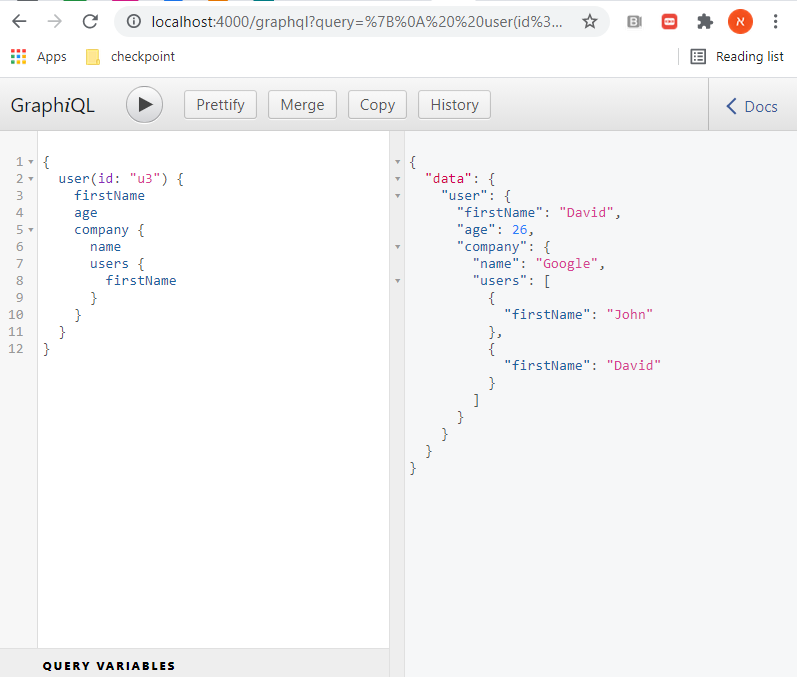 localhost:4000/graphql?query=%7B%0A%20%20user(id%3...
Apps
checkpoint
Reading list
GraphiQL
Prettify
Merge
Copy
History
Docs
1 {
2   user(id: "u3") {
3     firstName
4     age
5     company {
6       name
7       users {
8         firstName
9       }
10     }
11   }
12 }
{
  "data": {
    "user": {
      "firstName": "David",
      "age": 26,
      "company": {
        "name": "Google",
        "users": [
          {
            "firstName": "John"
          },
          {
            "firstName": "David"
          }
        ]
      }
    }
  }
}
QUERY VARIABLES